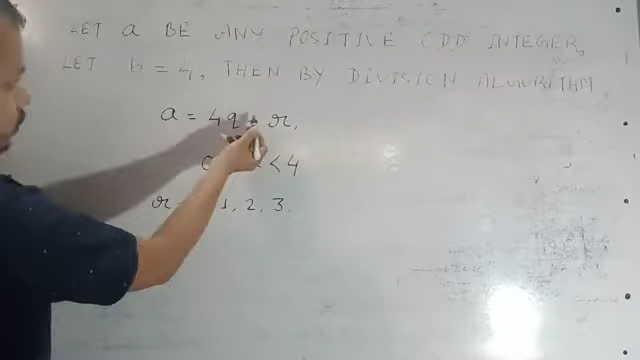 LET a BE ANY POSITIVE ODD INTEGER,
LET b = 4, THEN BY DIVISION ALGORITHM
a = 4q + r,
< 4
r 1, 2, 3.